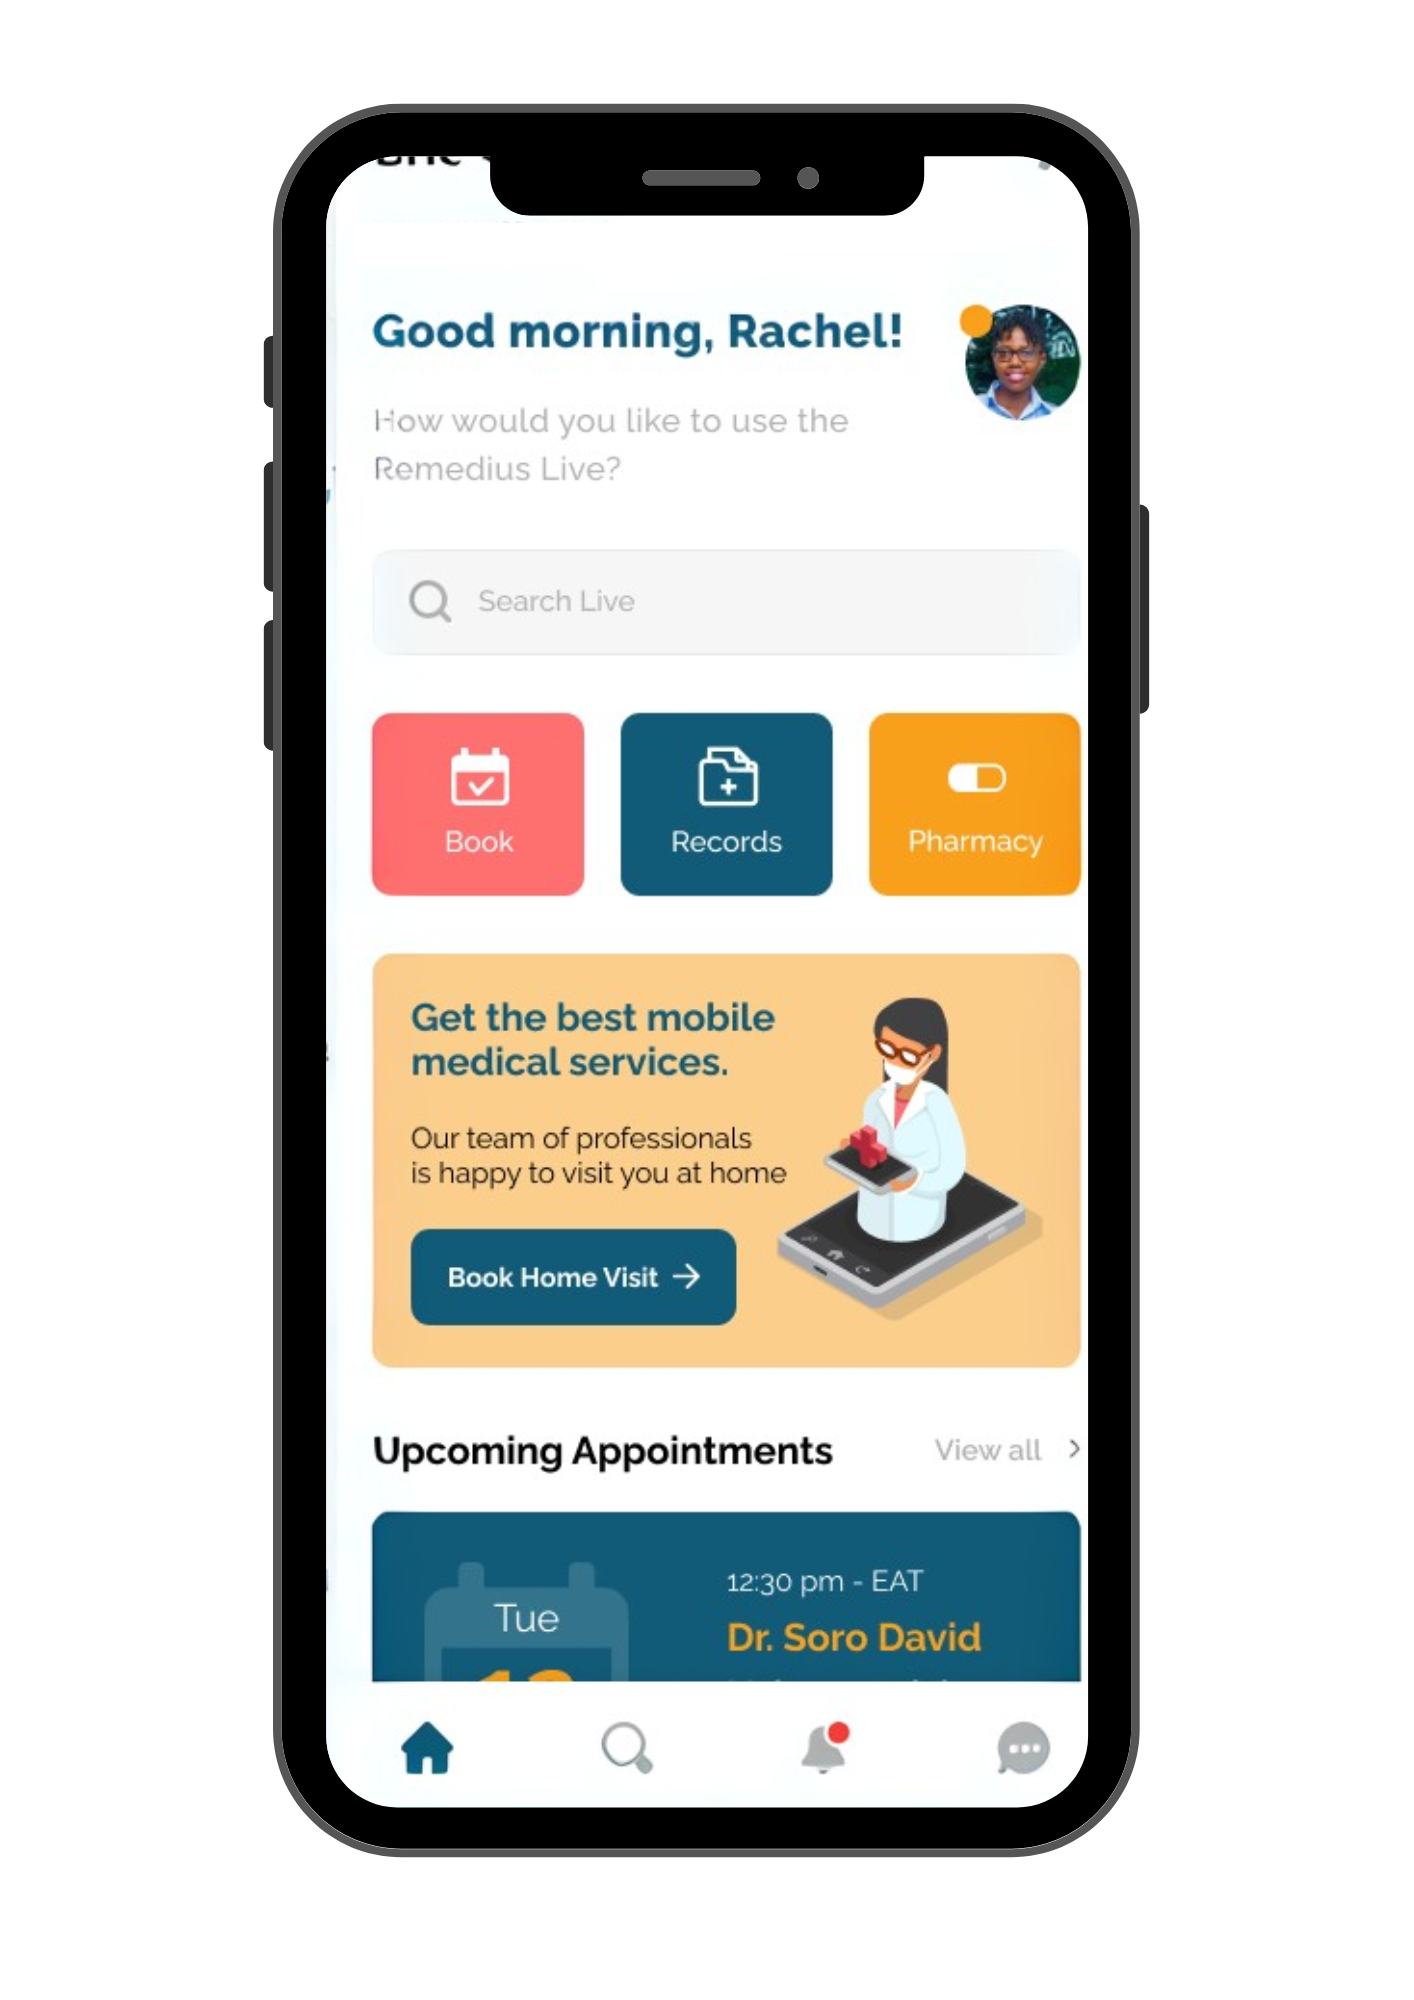 Good morning, Rachel!
How would you like to use the
Remedius Live?
Search Live
Book
Records
Pharmacy
Get the best mobile
medical services.
Our team of professionals
is happy to visit you at home
Book Home Visit
Upcoming Appointments
View all
Tue
12:30 pm - EAT
Dr. Soro David